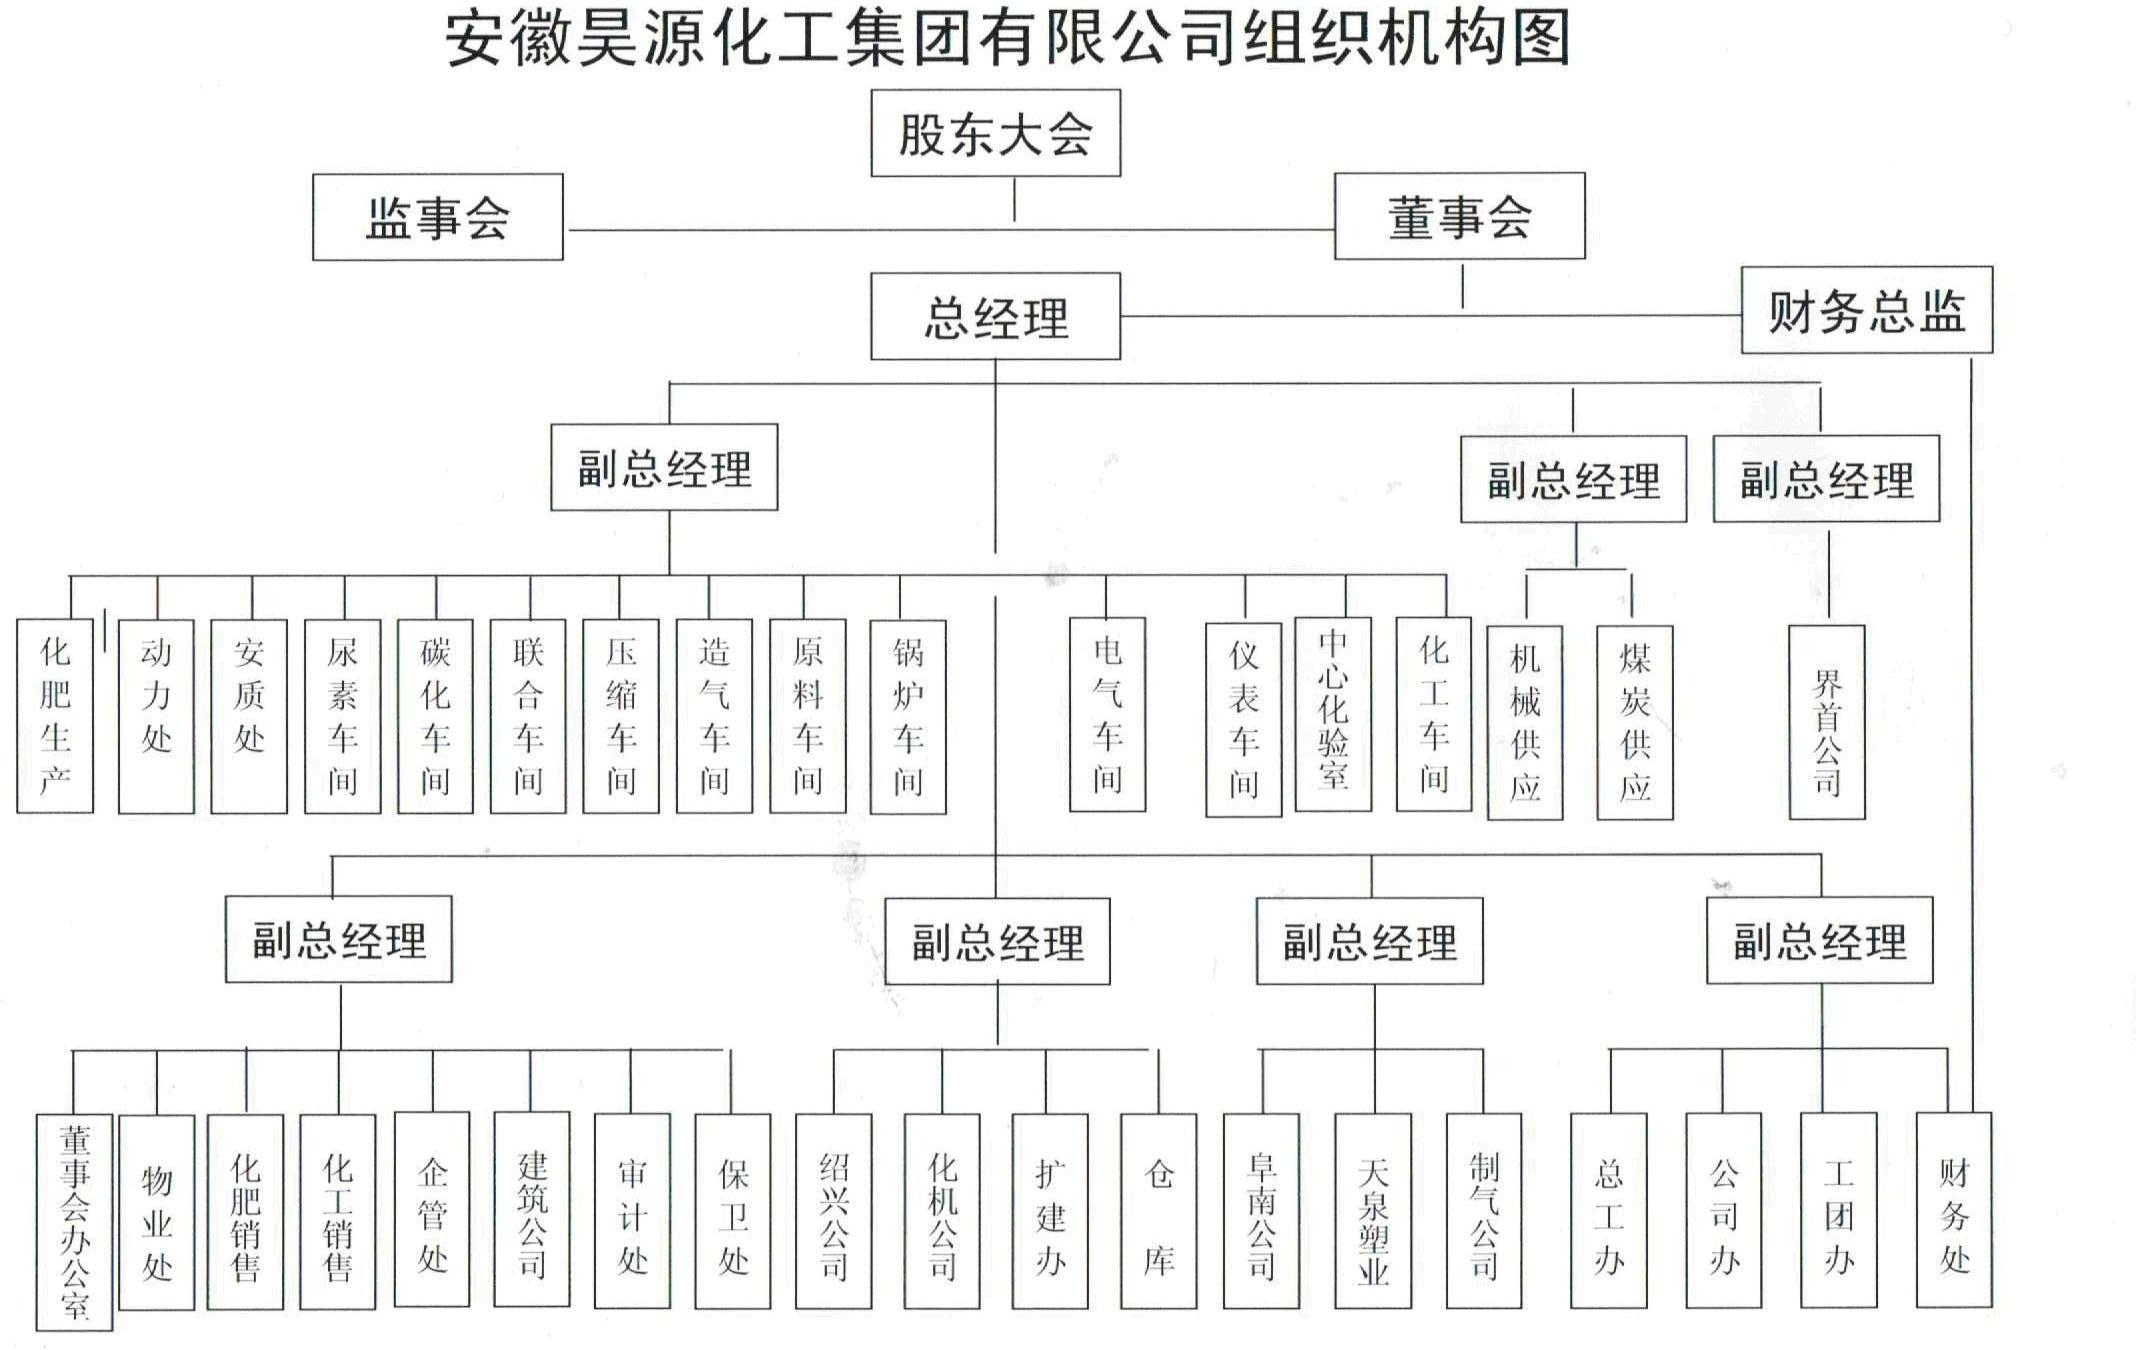 安徽昊源化工集团有限公司组织机构图
股东大会
监事会
董事会
总经理
财务总监
副总经理
副总经理
副总经理
化肥生产
动力处
安质处
尿素车间
碳化车间
联合车间
压缩车间
造气车间
原料车间
锅炉车间
电气车间
仪表车间
中心化验室
化工车间
机械供应
煤炭供应
界首公司
副总经理
副总经理
副总经理
副总经理
董事会办公室
物业处
化肥销售
化工销售
企管处
建筑公司
审计处
保卫处
绍兴公司
化机公司
扩建办
仓库
阜南公司
天泉塑业
制气公司
总工办
公司办
工团办
财务处